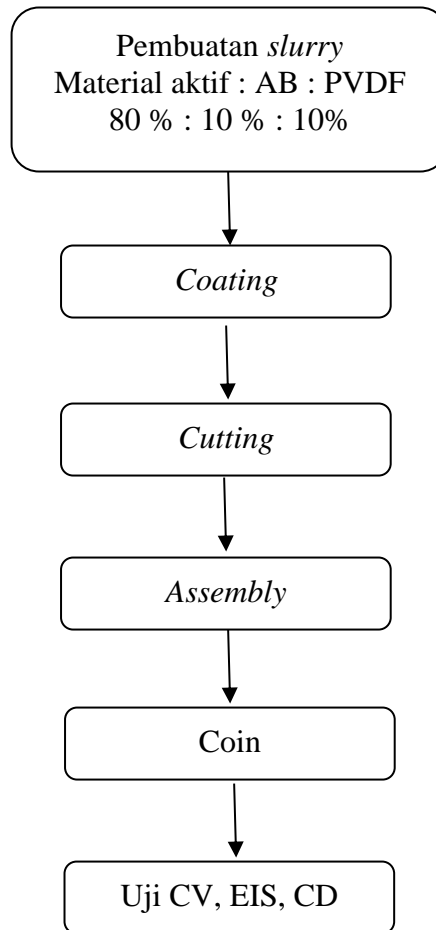 Pembuatan slurry
Material aktif : AB : PVDF
80 % : 10 % : 10%
Coating
Cutting
Assembly
Coin
Uji CV, EIS, CD